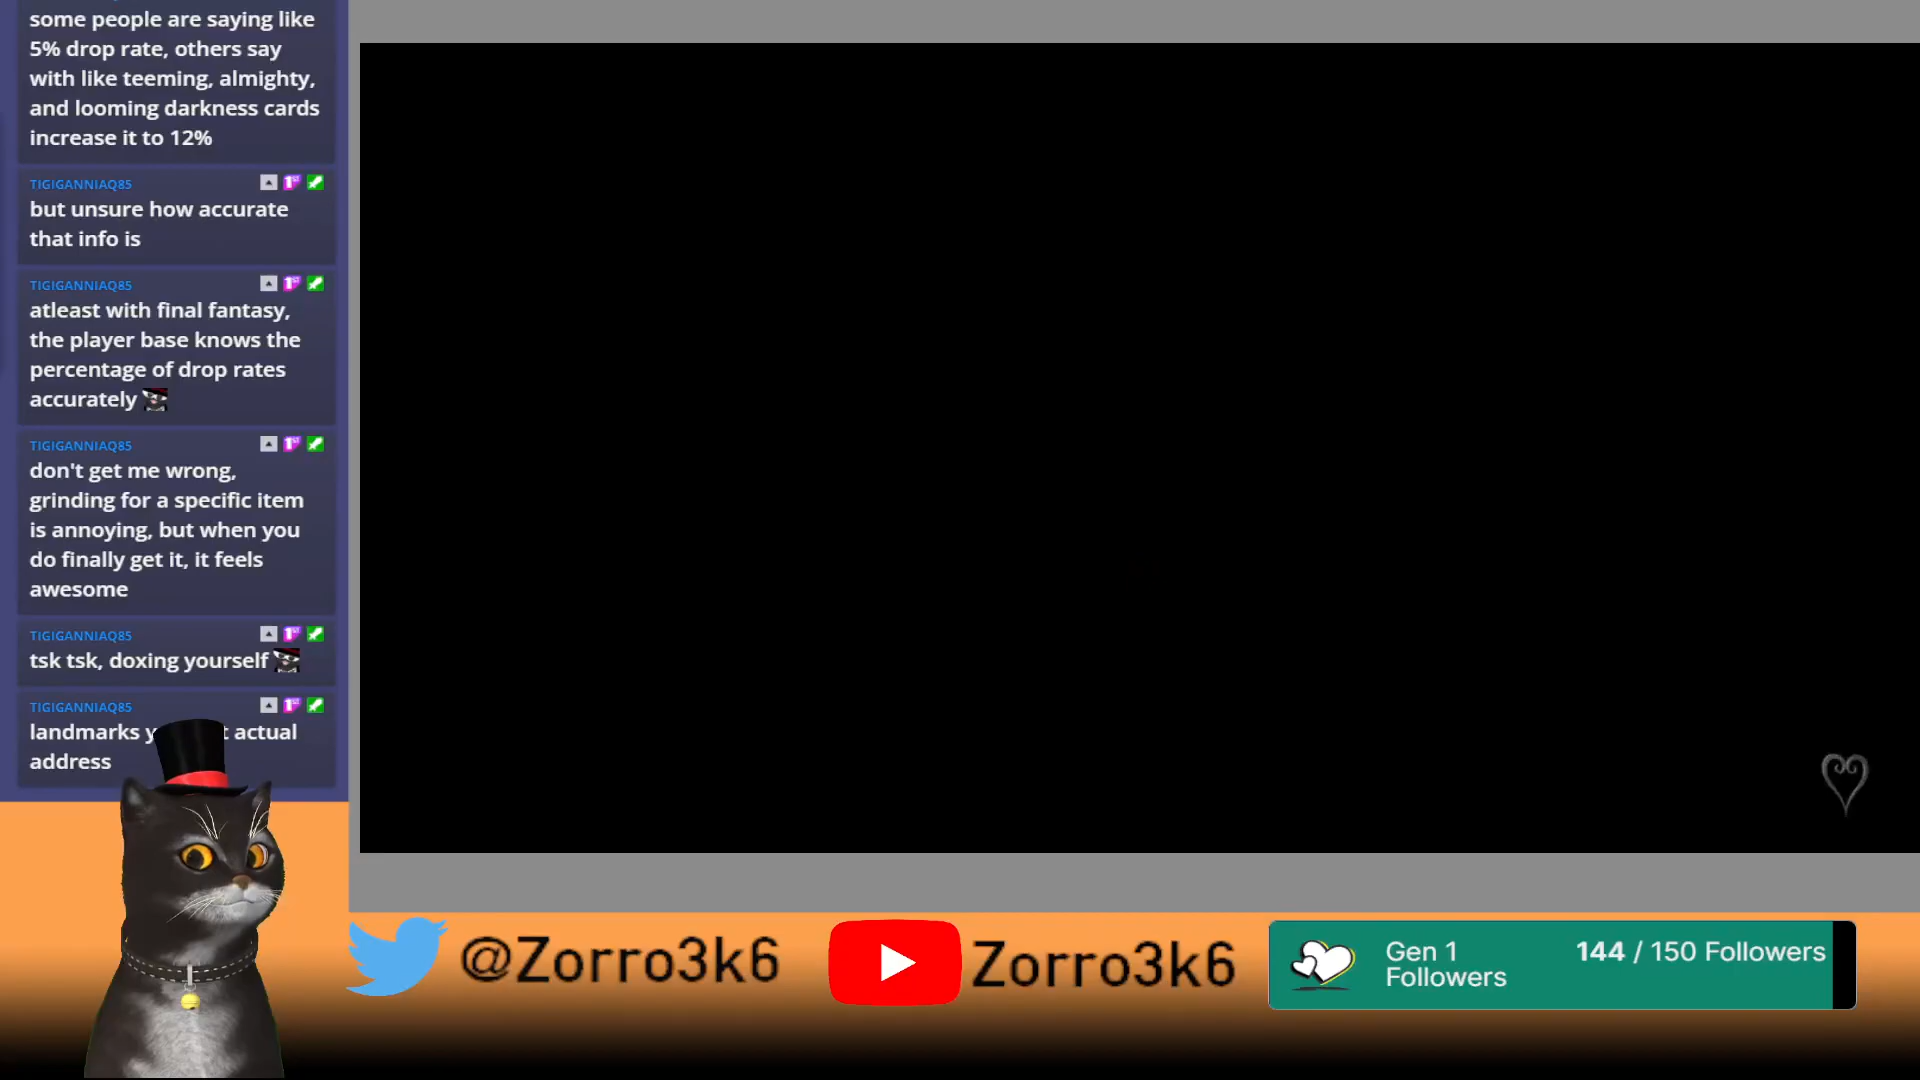 some people are saying like
5% drop rate, others say
with like teeming, almighty,
and looming darkness cards
increase it to 12%
TIGIGANNIAQ85
but unsure how accurate
that info is
TIGIGANNIAQ85
atleast with final fantasy,
the player base knows the
percentage of drop rates
accurately
TIGIGANNIAQ85
don't get me wrong,
grinding for a specific item
is annoying, but when you
do finally get it, it feels
awesome
TIGIGANNIAQ85
tsk tsk, doxing yourself
TIGIGANNIAQ85
landmarks actual
address
@Zorro3k6
Zorro3k6
Gen 1
Followers
144 / 150 Followers